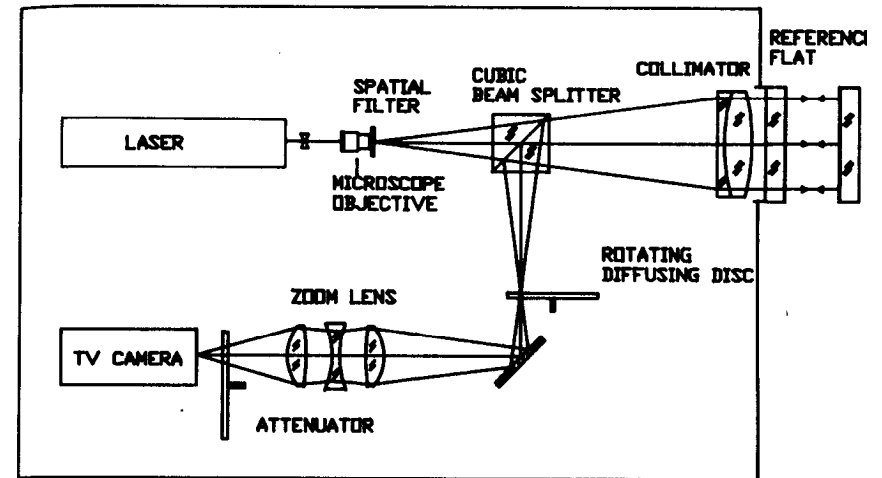 REFERENC
FLAT
COLLIMATOR
CUBIC
BEAM SPLITTER
SPATIAL
FILTER
LASER
MICROSCOPE
OBJECTIVE
ROTATING
DIFFUSING DISC
ZOOM LENS
TV CAMERA
ATTENUATOR